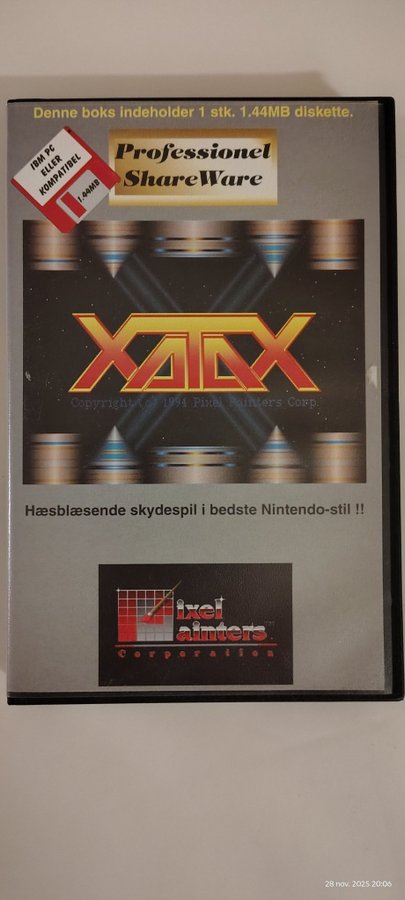 Denne boks indeholder 1 stk. 1.44MB diskette.
IBM PC
ELLER
KOMPATIBEL
1.44MB
Professionel
ShareWare
XATAX
Copyright (c) 1994 Pixel Painters Corp.
Hæsblæsende skydespil i bedste Nintendo-stil !!
Pixel
Painters™
Corporation
28 nov. 2025 20:06